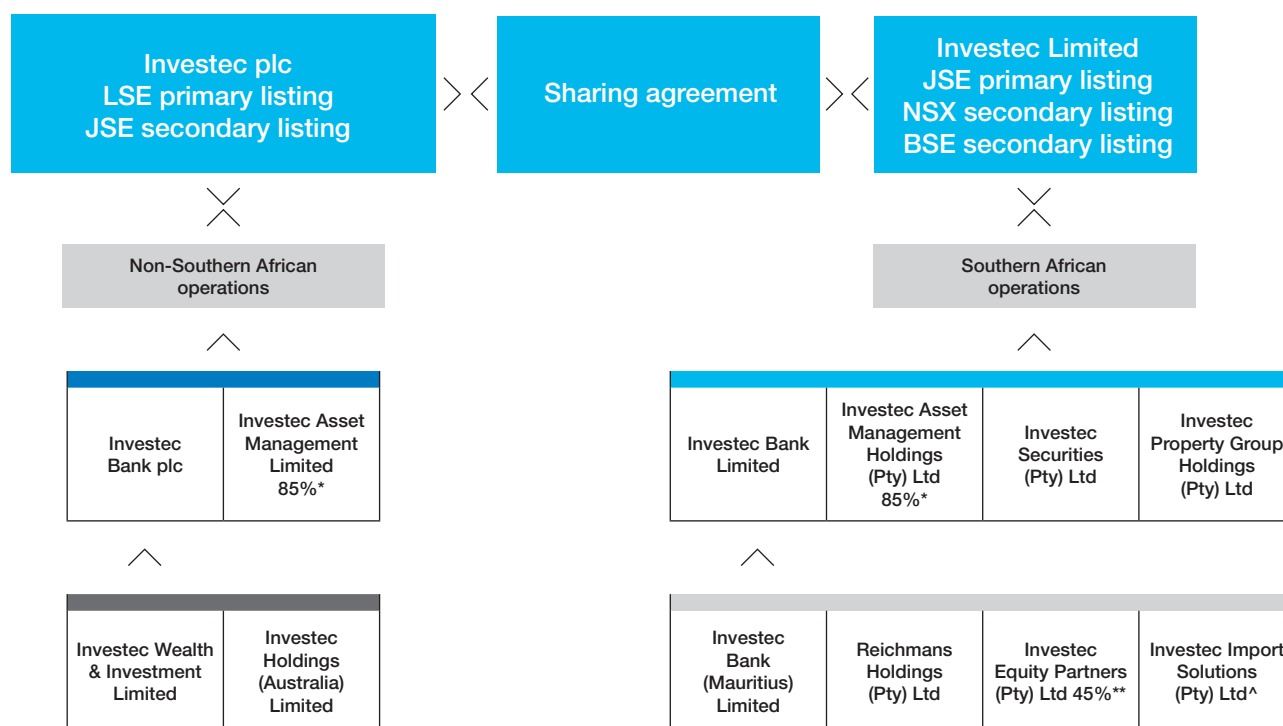 Investec plc
LSE primary listing
JSE secondary listing
Sharing agreement
Investec Limited
JSE primary listing
NSX secondary listing
BSE secondary listing
Non-Southern African
operations
Southern African
operations
Investec
Bank plc
Investec Asset
Management
Limited
85%*
Investec Bank
Limited
Investec Asset
Management
Holdings
(Pty) Ltd
85%*
Investec
Securities
(Pty) Ltd
Investec
Property Group
Holdings
(Pty) Ltd
Investec Wealth
& Investment
Limited
Investec
Holdings
(Australia)
Limited
Investec
Bank
(Mauritius)
Limited
Reichmans
Holdings
(Pty) Ltd
Investec
Equity Partners
(Pty) Ltd 45%**
Investec Import
Solutions
(Pty) Ltd^